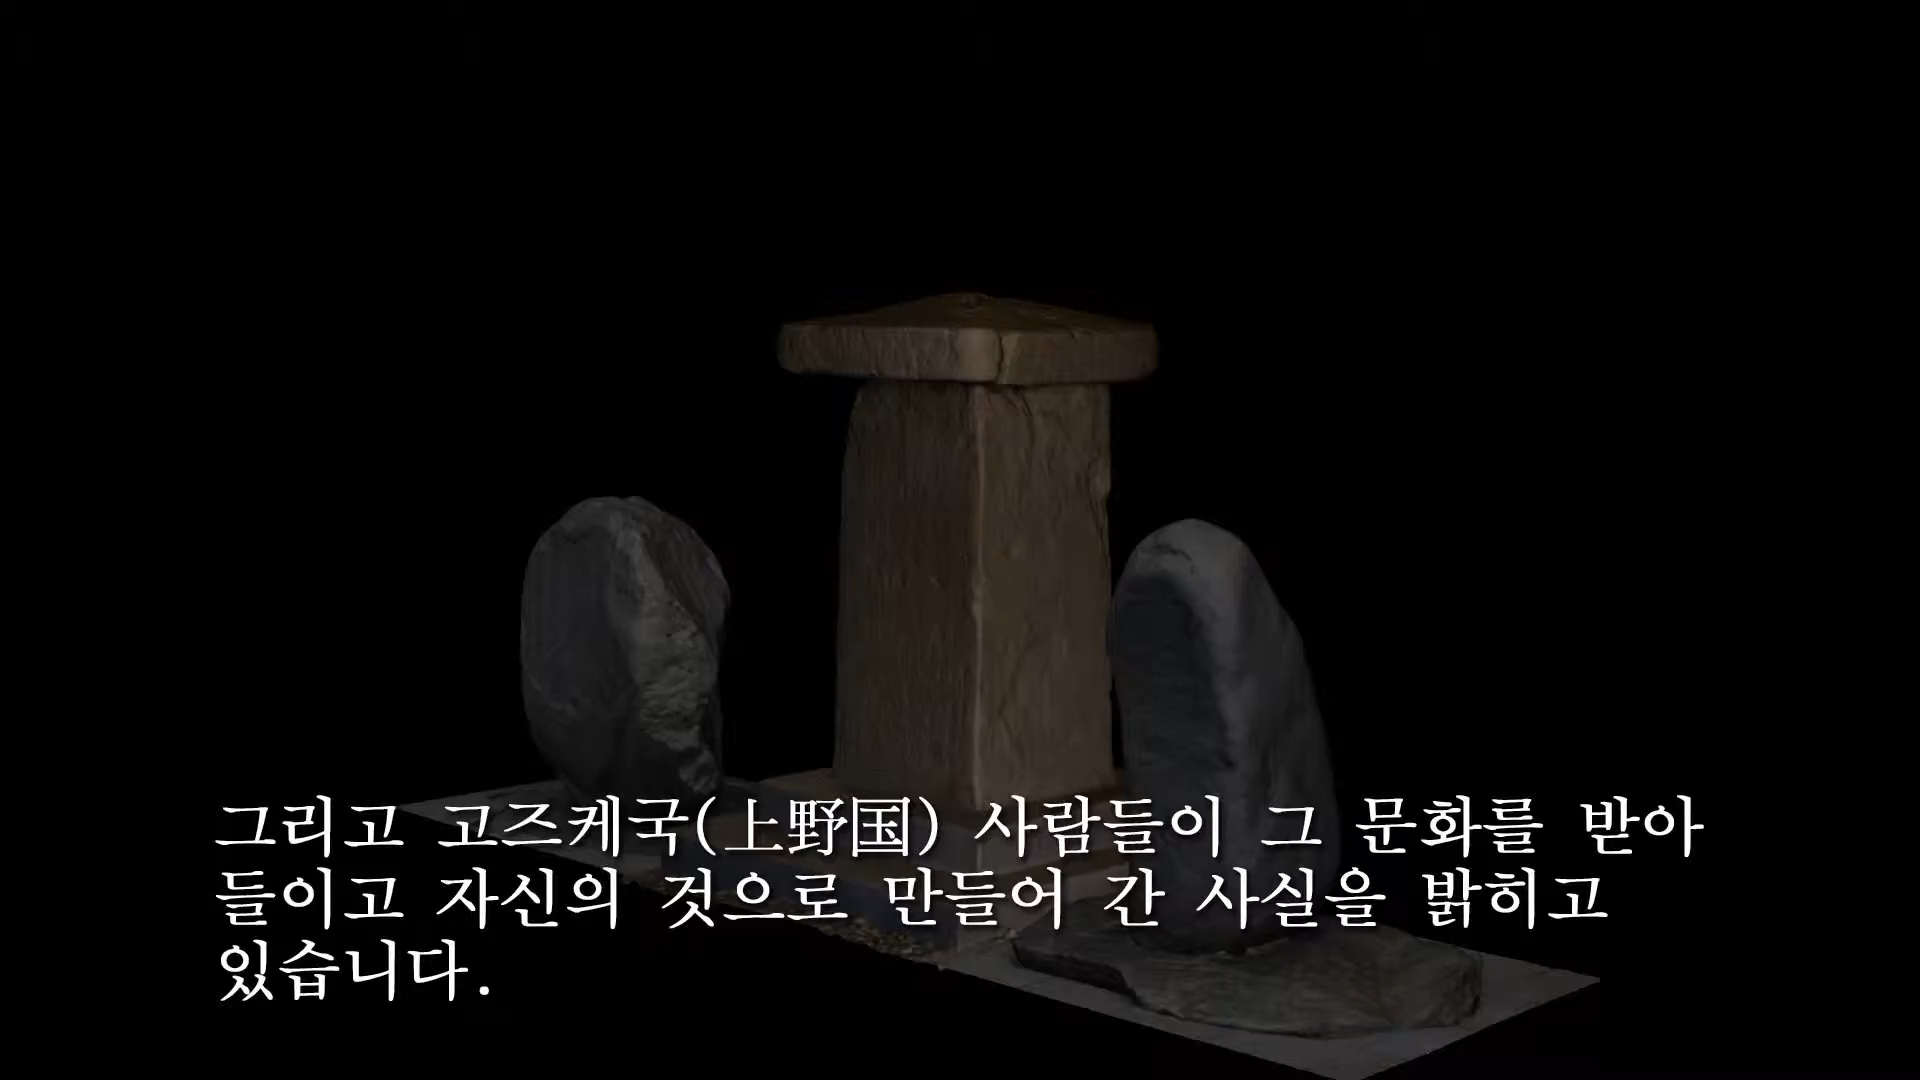 그리고 고즈케국(上野国) 사람들이 그 문화를 받아
들이고 자신의 것으로 만들어 간 사실을 밝히고
있습니다.